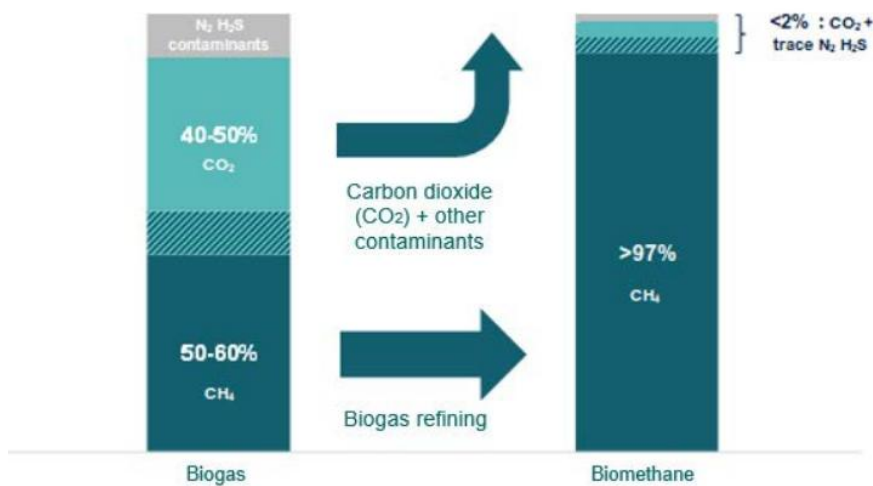 N₂ H₂S
contaminants
40-50%
CO₂
50-60%
CH₄
Biogas
Carbon dioxide
(CO2) + other
contaminants
Biogas refining
<2% : CO₂ +
trace N₂ H₂S
>97%
CH₄
Biomethane